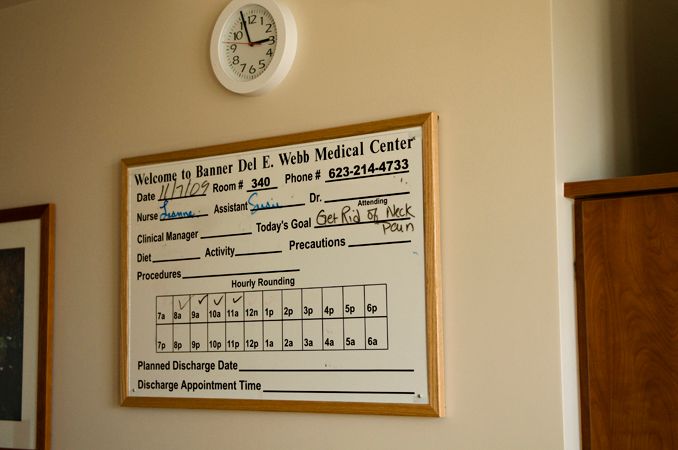 12
1
2
3
4
5
6
7
8
9
10
11
Welcome to Banner Del E. Webb Medical Center
Date 11/7/09 Room # 340 Phone # 623-214-4733
Nurse Leanne Assistant Susie Dr.
Attending
Clinical Manager Today's Goal Get Rid of Neck
Pain
Diet Activity Precautions
Procedures
Hourly Rounding
7a 8a 9a 10a 11a 12n 1p 2p 3p 4p 5p 6p
7p 8p 9p 10p 11p 12m 1a 2a 3a 4a 5a 6a
Planned Discharge Date
Discharge Appointment Time